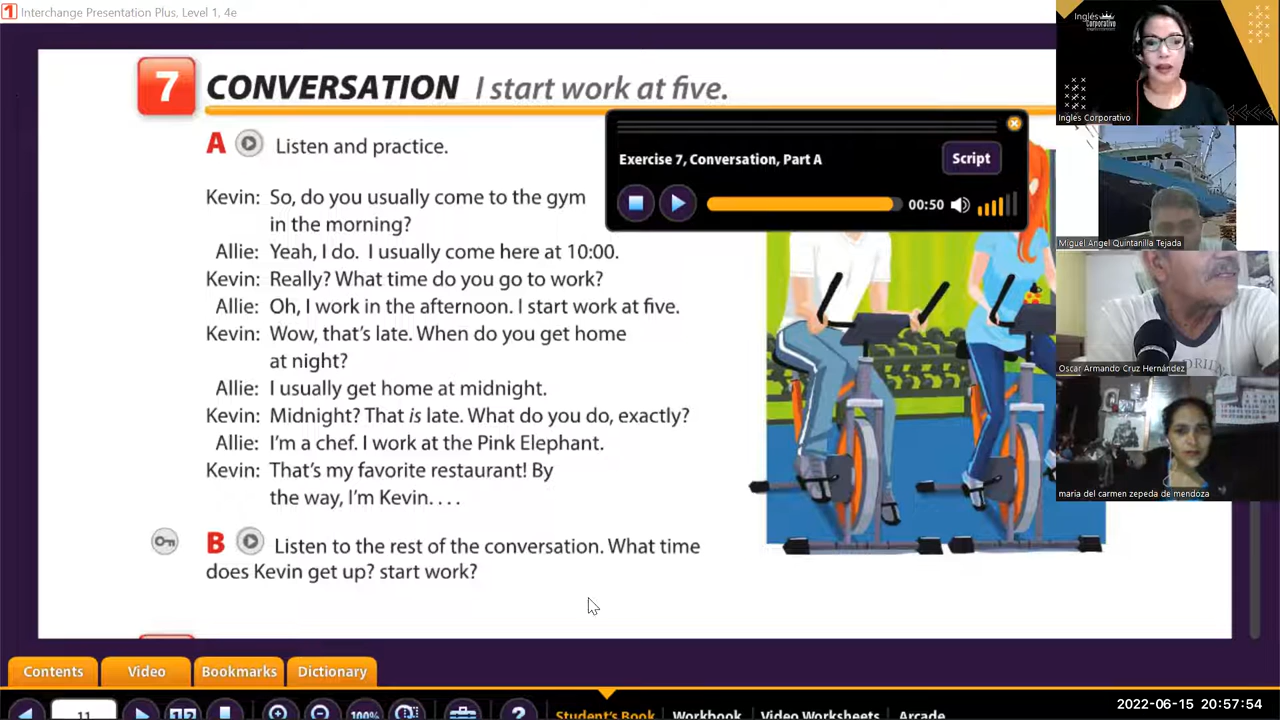 Interchange Presentation Plus, Level 1, 4e
7 CONVERSATION I start work at five.
A Listen and practice.
Exercise 7, Conversation, Part A
Script
00:50
Kevin: So, do you usually come to the gym
in the morning?
Allie: Yeah, I do. I usually come here at 10:00.
Kevin: Really? What time do you go to work?
Allie: Oh, I work in the afternoon. I start work at five.
Kevin: Wow, that's late. When do you get home
at night?
Allie: I usually get home at midnight.
Kevin: Midnight? That is late. What do you do, exactly?
Allie: I'm a chef. I work at the Pink Elephant.
Kevin: That's my favorite restaurant! By
the way, I'm Kevin. . . .
B Listen to the rest of the conversation. What time
does Kevin get up? start work?
Inglés
Corporativo
Inglés Corporativo
Miguel Angel Quintanilla Tejada
Oscar Armando Cruz Hernández
maria del carmen zepeda de mendoza
Contents
Video
Bookmarks
Dictionary
11
100%
Student's Book
Workbook
Video Worksheets
Arcade
2022-06-15 20:57:54